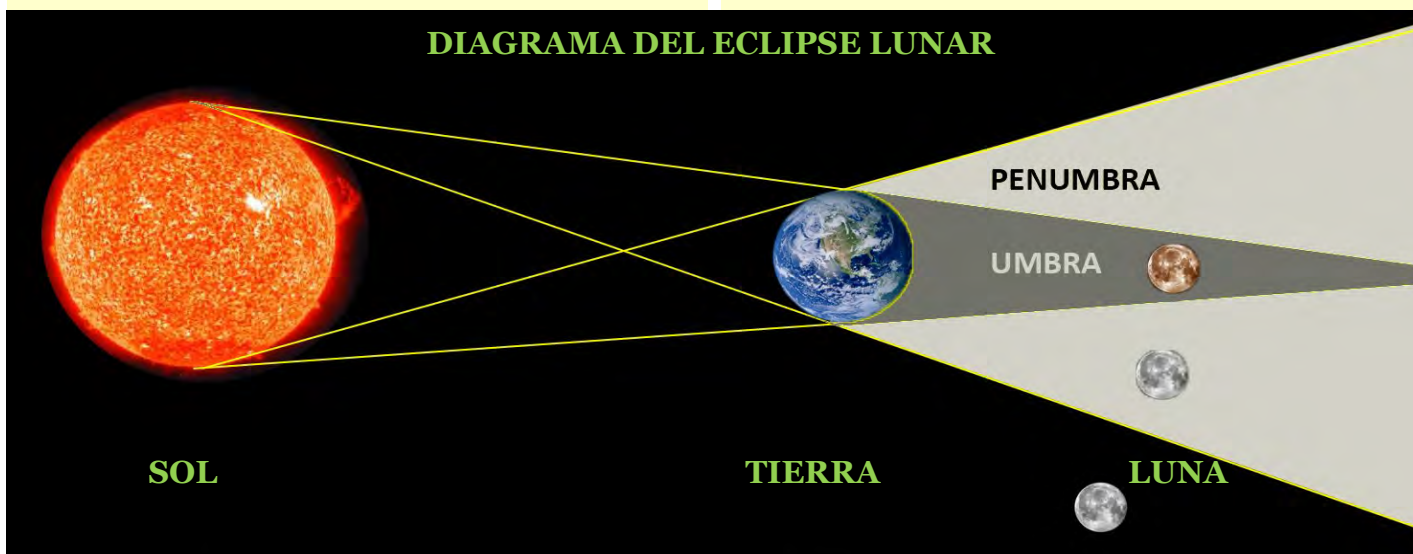 DIAGRAMA DEL ECLIPSE LUNAR
PENUMBRA
UMBRA
SOL
TIERRA
LUNA